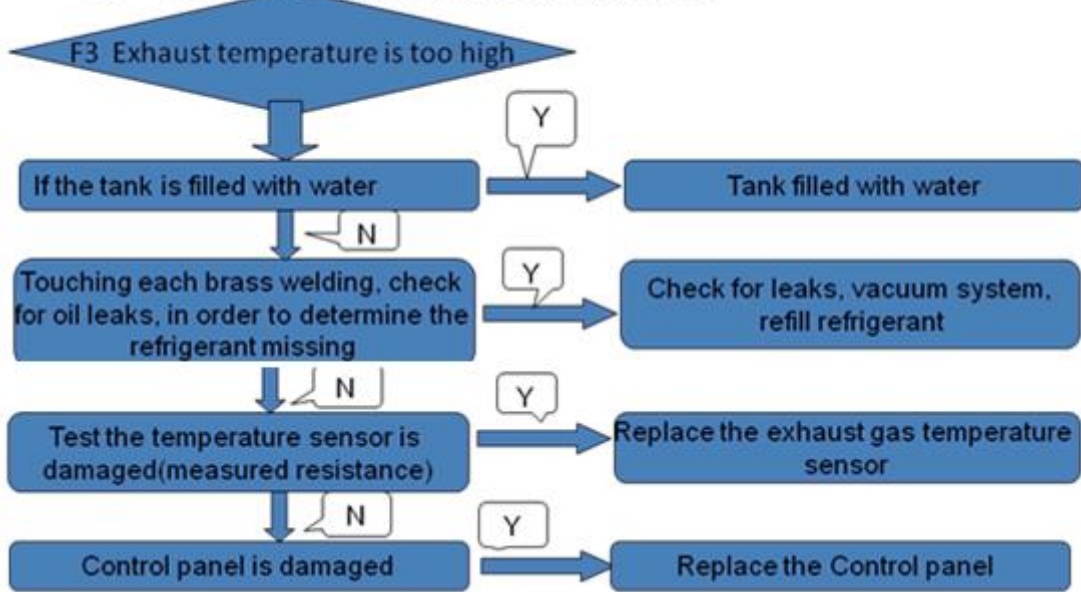 F3 Exhaust temperature is too high
Y
If the tank is filled with water
Tank filled with water
N
Touching each brass welding, check
for oil leaks, in order to determine the
refrigerant missing
Y
Check for leaks, vacuum system,
refill refrigerant
N
Test the temperature sensor is
damaged(measured resistance)
Y
Replace the exhaust gas temperature
sensor
N
Control panel is damaged
Y
Replace the Control panel